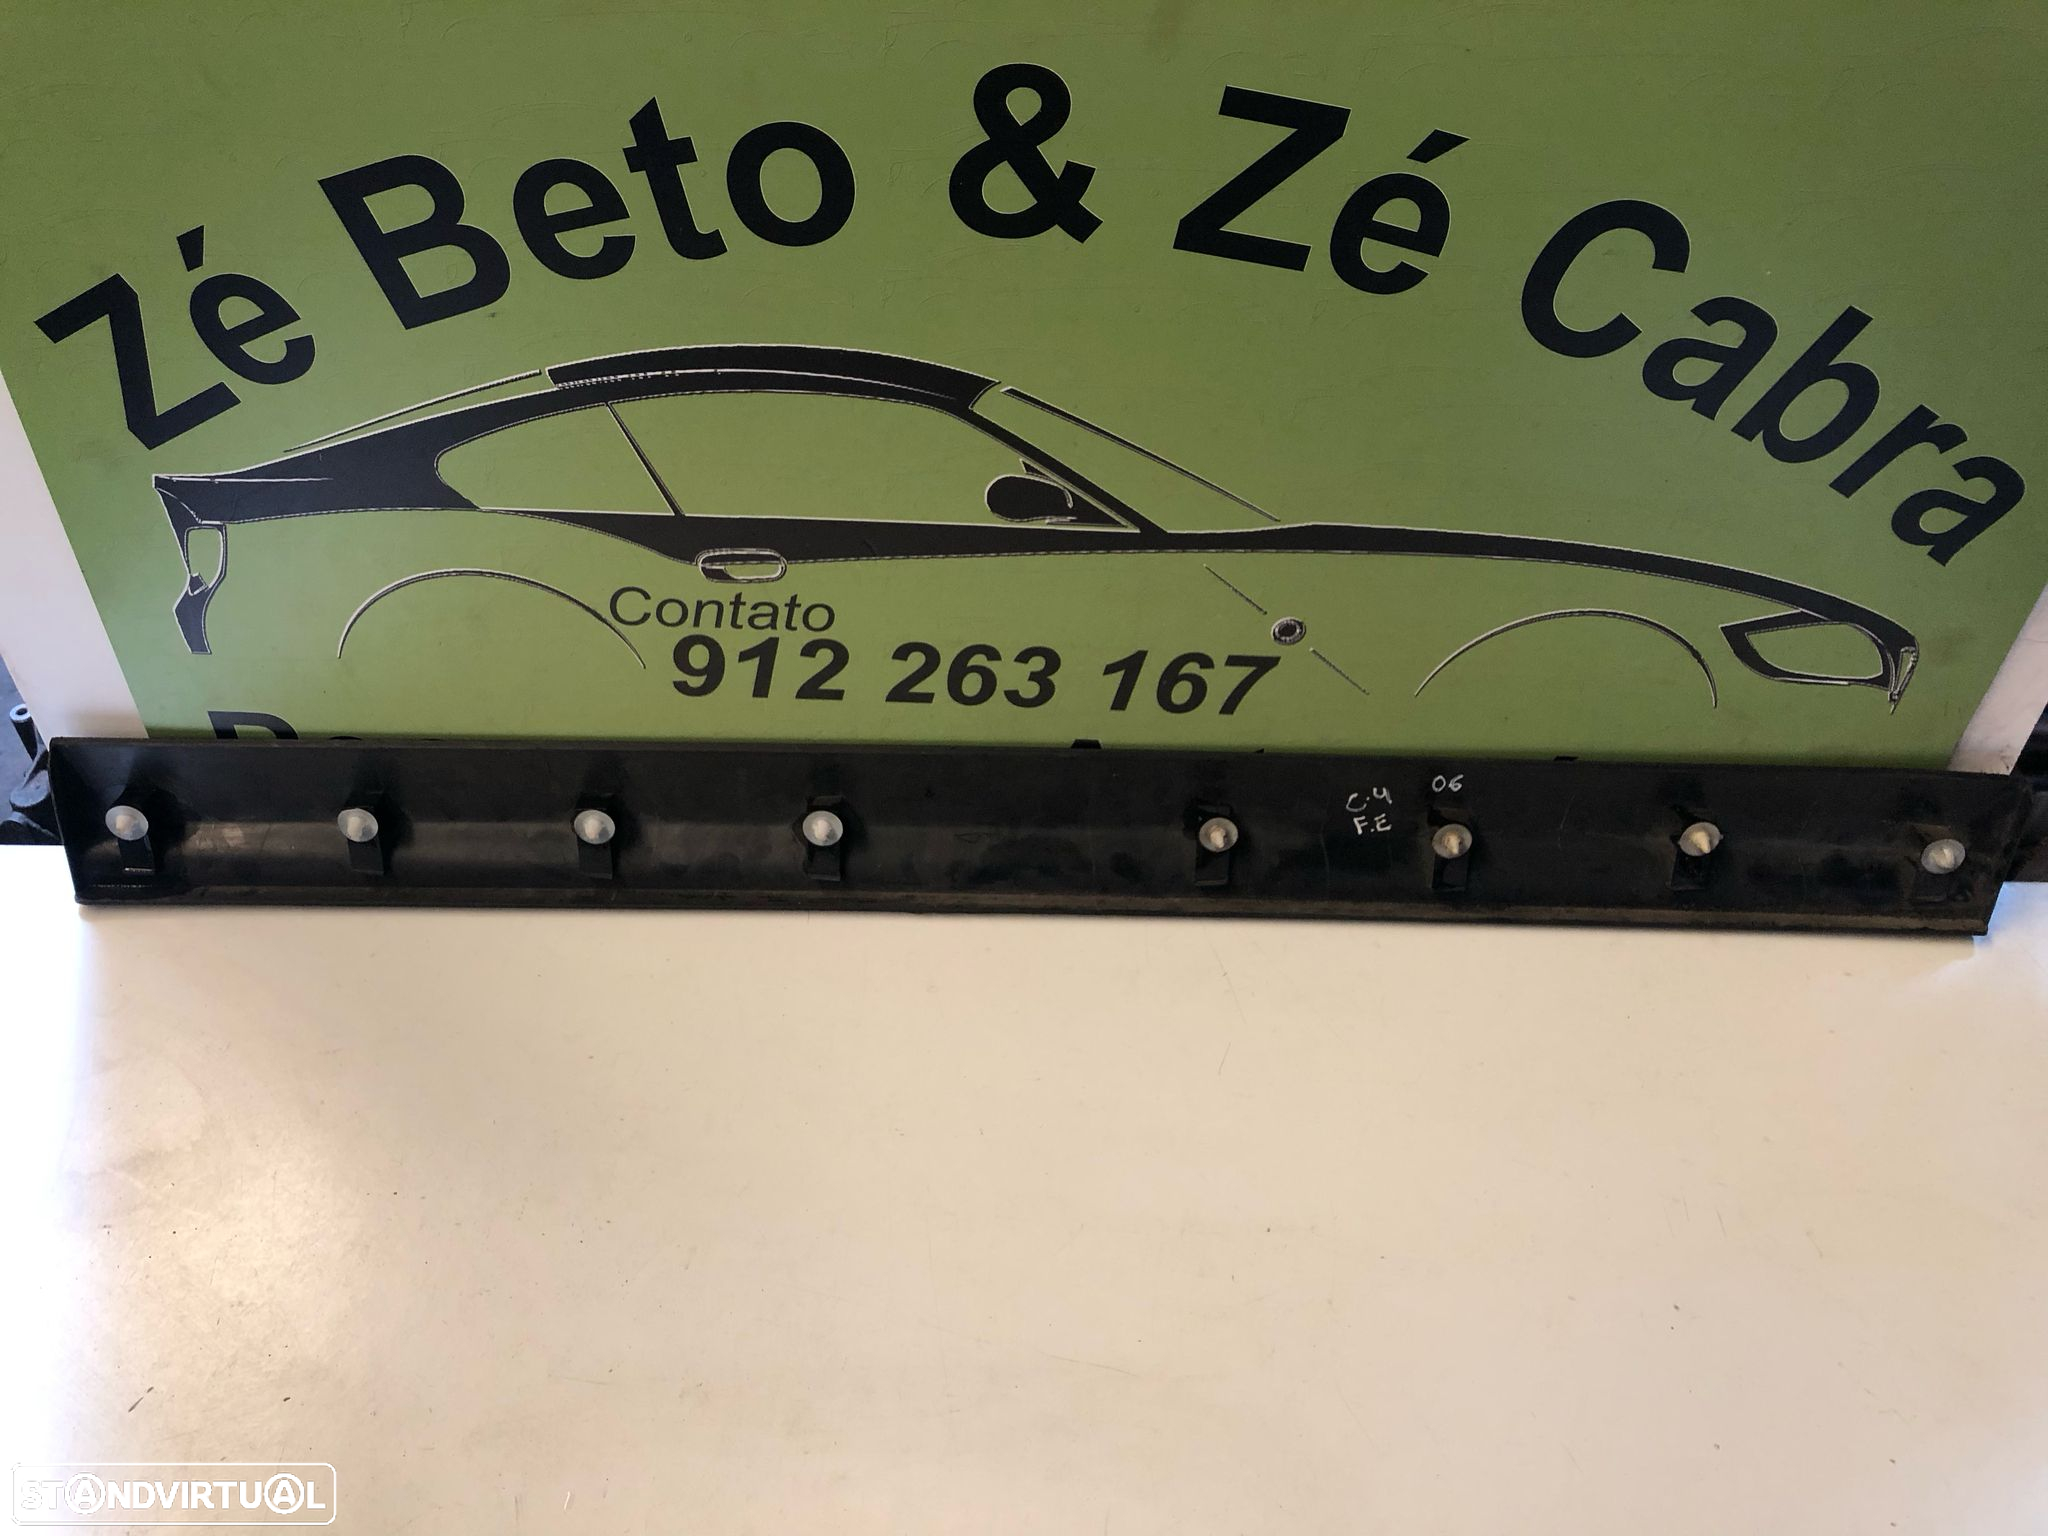 Zé Beto & Zé Cabra
Contato
912 263 167
C.4 06
F.E
STANDVIRTUAL